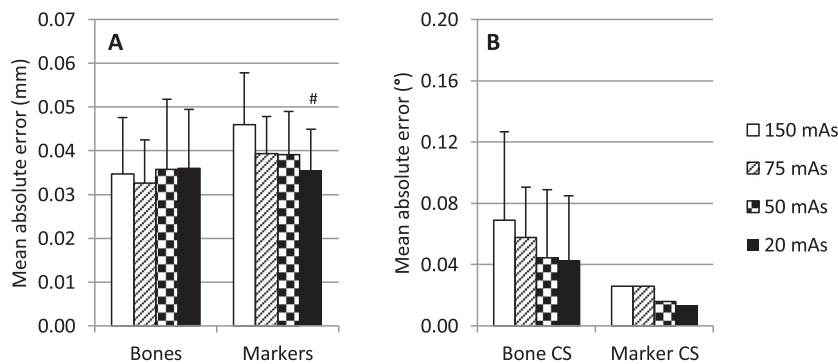 A
Mean absolute error (mm)
0.07
0.06
0.05
0.04
0.03
0.02
0.01
0.00
#
Bones
Markers
B
Mean absolute error (°)
0.20
0.16
0.12
0.08
0.04
0.00
Bone CS
Marker CS
150 mAs
75 mAs
50 mAs
20 mAs